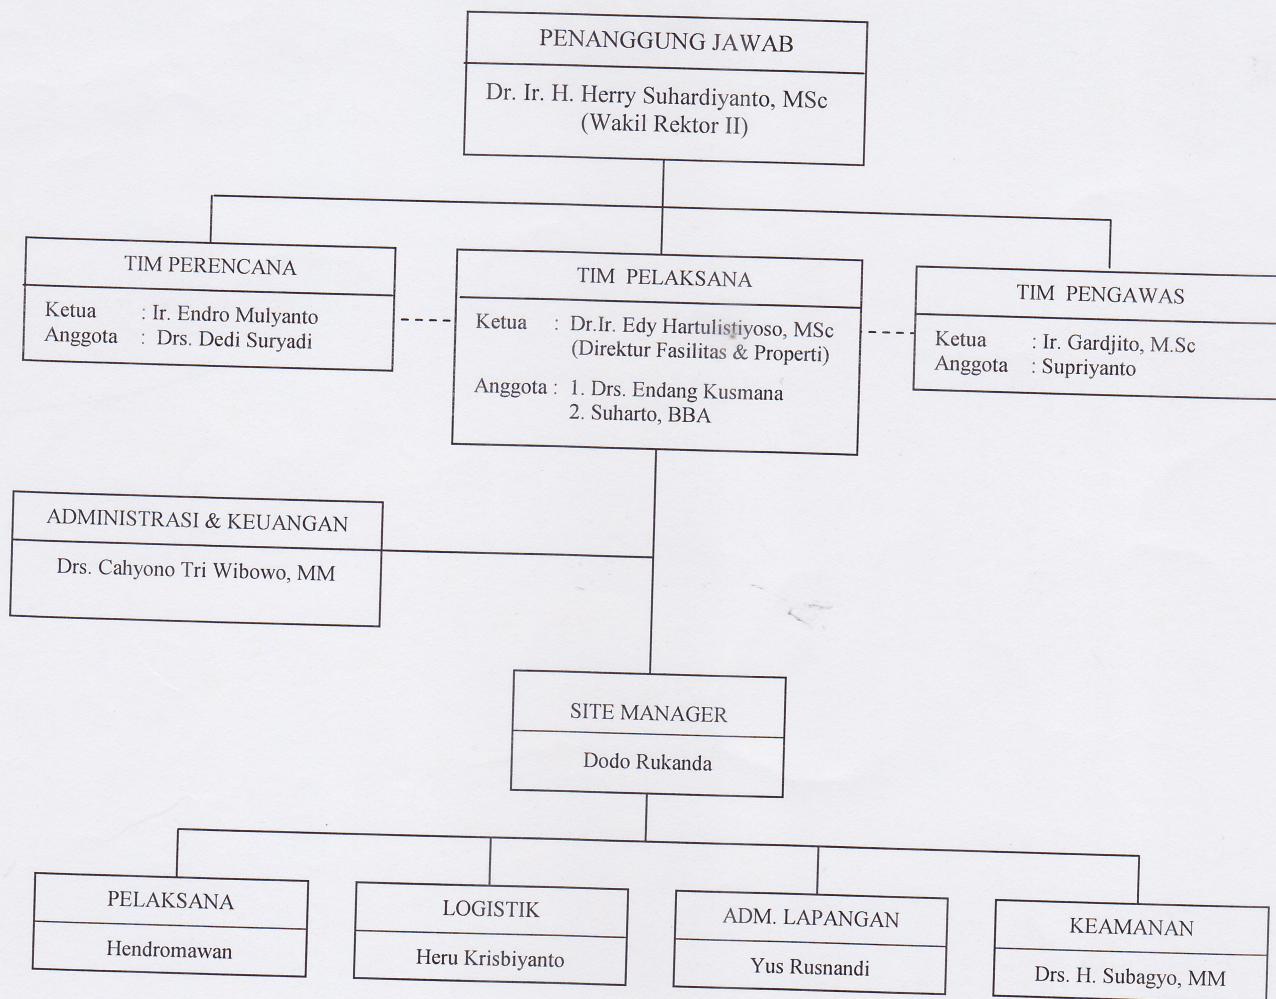 PENANGGUNG JAWAB
Dr. Ir. H. Herry Suhardiyanto, MSc
(Wakil Rektor II)
TIM PERENCANA
Ketua : Ir. Endro Mulyanto
Anggota : Drs. Dedi Suryadi
TIM PELAKSANA
Ketua : Dr.Ir. Edy Hartulistiyoso, MSc
(Direktur Fasilitas & Properti)
Anggota : 1. Drs. Endang Kusmana
2. Suharto, BBA
TIM PENGAWAS
Ketua : Ir. Gardjito, M.Sc
Anggota : Supriyanto
ADMINISTRASI & KEUANGAN
Drs. Cahyono Tri Wibowo, MM
SITE MANAGER
Dodo Rukanda
PELAKSANA
Hendromawan
LOGISTIK
Heru Krisbiyanto
ADM. LAPANGAN
Yus Rusnandi
KEAMANAN
Drs. H. Subagyo, MM